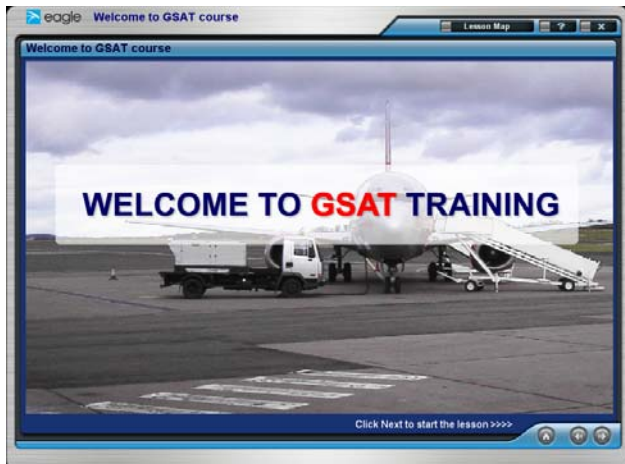 eagle Welcome to GSAT course
Lesson Map ? X
Welcome to GSAT course
WELCOME TO GSAT TRAINING
Click Next to start the lesson >>>>